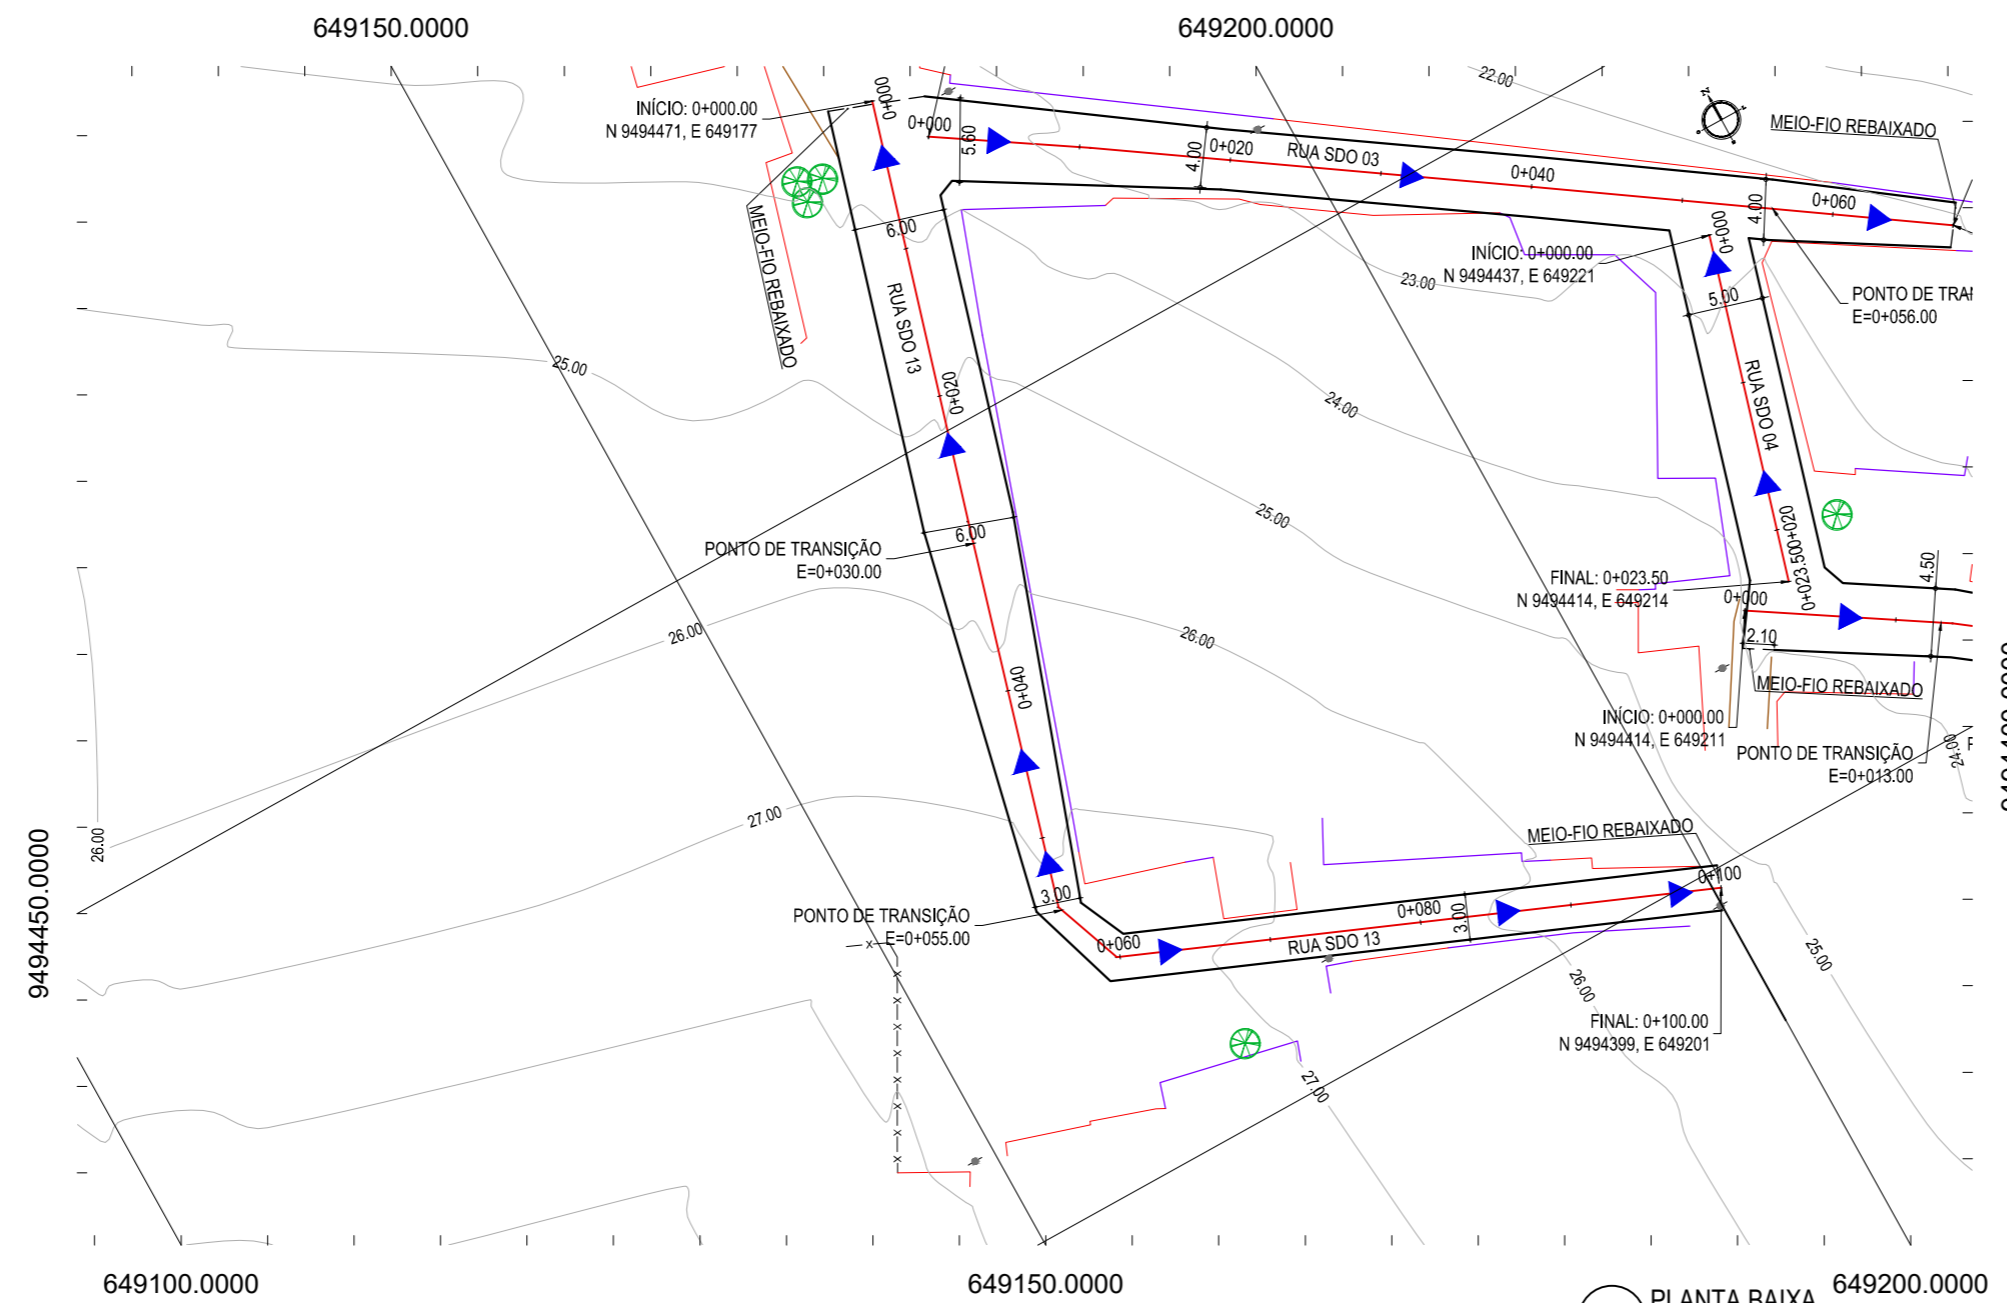 649150.0000
649200.0000
22.00
INÍCIO: 0+000.00
N 9494471, E 649177
0+000
0+000
5.60
4.00
0+020
RUA SDO 03
0+040
4.00
0+060
MEIO-FIO REBAIXADO
MEIO-FIO REBAIXADO
6.00
RUA SDO 13
INÍCIO: 0+000.00
N 9494437, E 649221
0+000
23.00
5.00
PONTO DE TRAN
E=0+056.00
25.00
0+020
24.00
RUA SDO 04
25.00
6.00
PONTO DE TRANSIÇÃO
E=0+030.00
0+020
0+023.50
4.50
FINAL: 0+023.50
N 9494414, E 649214
0+000
2.10
26.00
26.00
0+040
MEIO-FIO REBAIXADO
INÍCIO: 0+000.00
N 9494414, E 649211
PONTO DE TRANSIÇÃO
E=0+013.00
24.00
27.00
26.00
9494450.0000
MEIO-FIO REBAIXADO
0+100
3.00
PONTO DE TRANSIÇÃO
E=0+055.00
0+060
0+080
3.00
RUA SDO 13
25.00
26.00
FINAL: 0+100.00
N 9494399, E 649201
27.00
649100.0000
649150.0000
649200.0000
PLANTA BAIXA